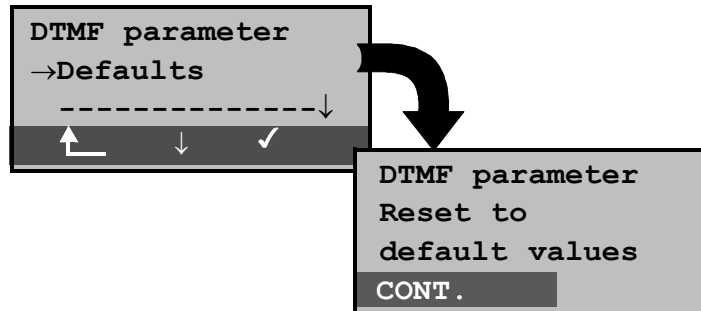 DTMF parameter
→Defaults
---------------↓
↓ ✓
DTMF parameter
Reset to
default values
CONT.